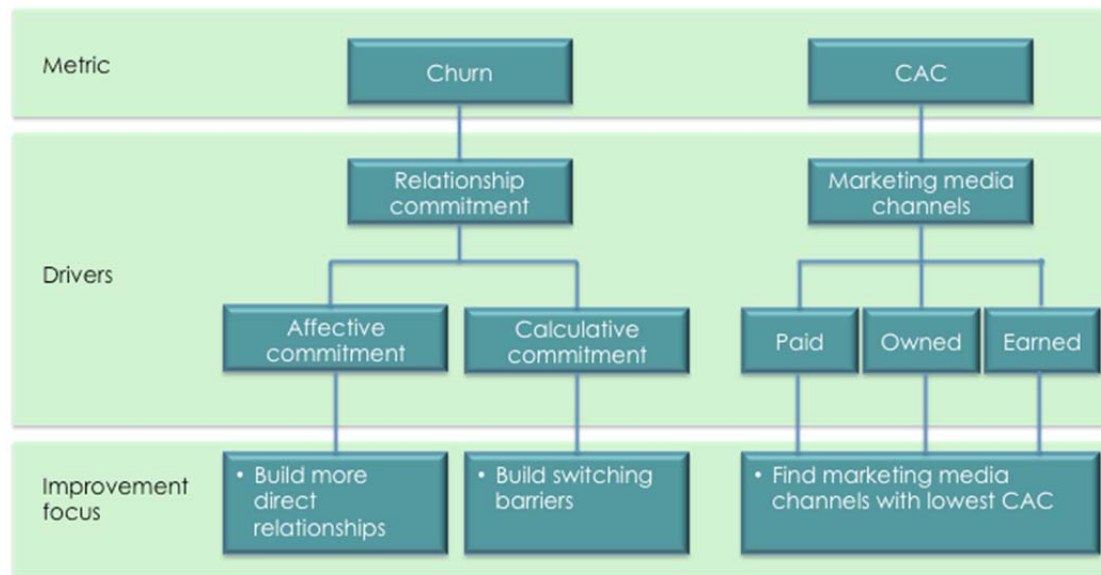 Metric
Churn
CAC
Drivers
Relationship
commitment
Marketing media
channels
Affective
commitment
Calculative
commitment
Paid
Owned
Earned
Improvement
focus
• Build more
direct
relationships
• Build switching
barriers
• Find marketing media
channels with lowest CAC